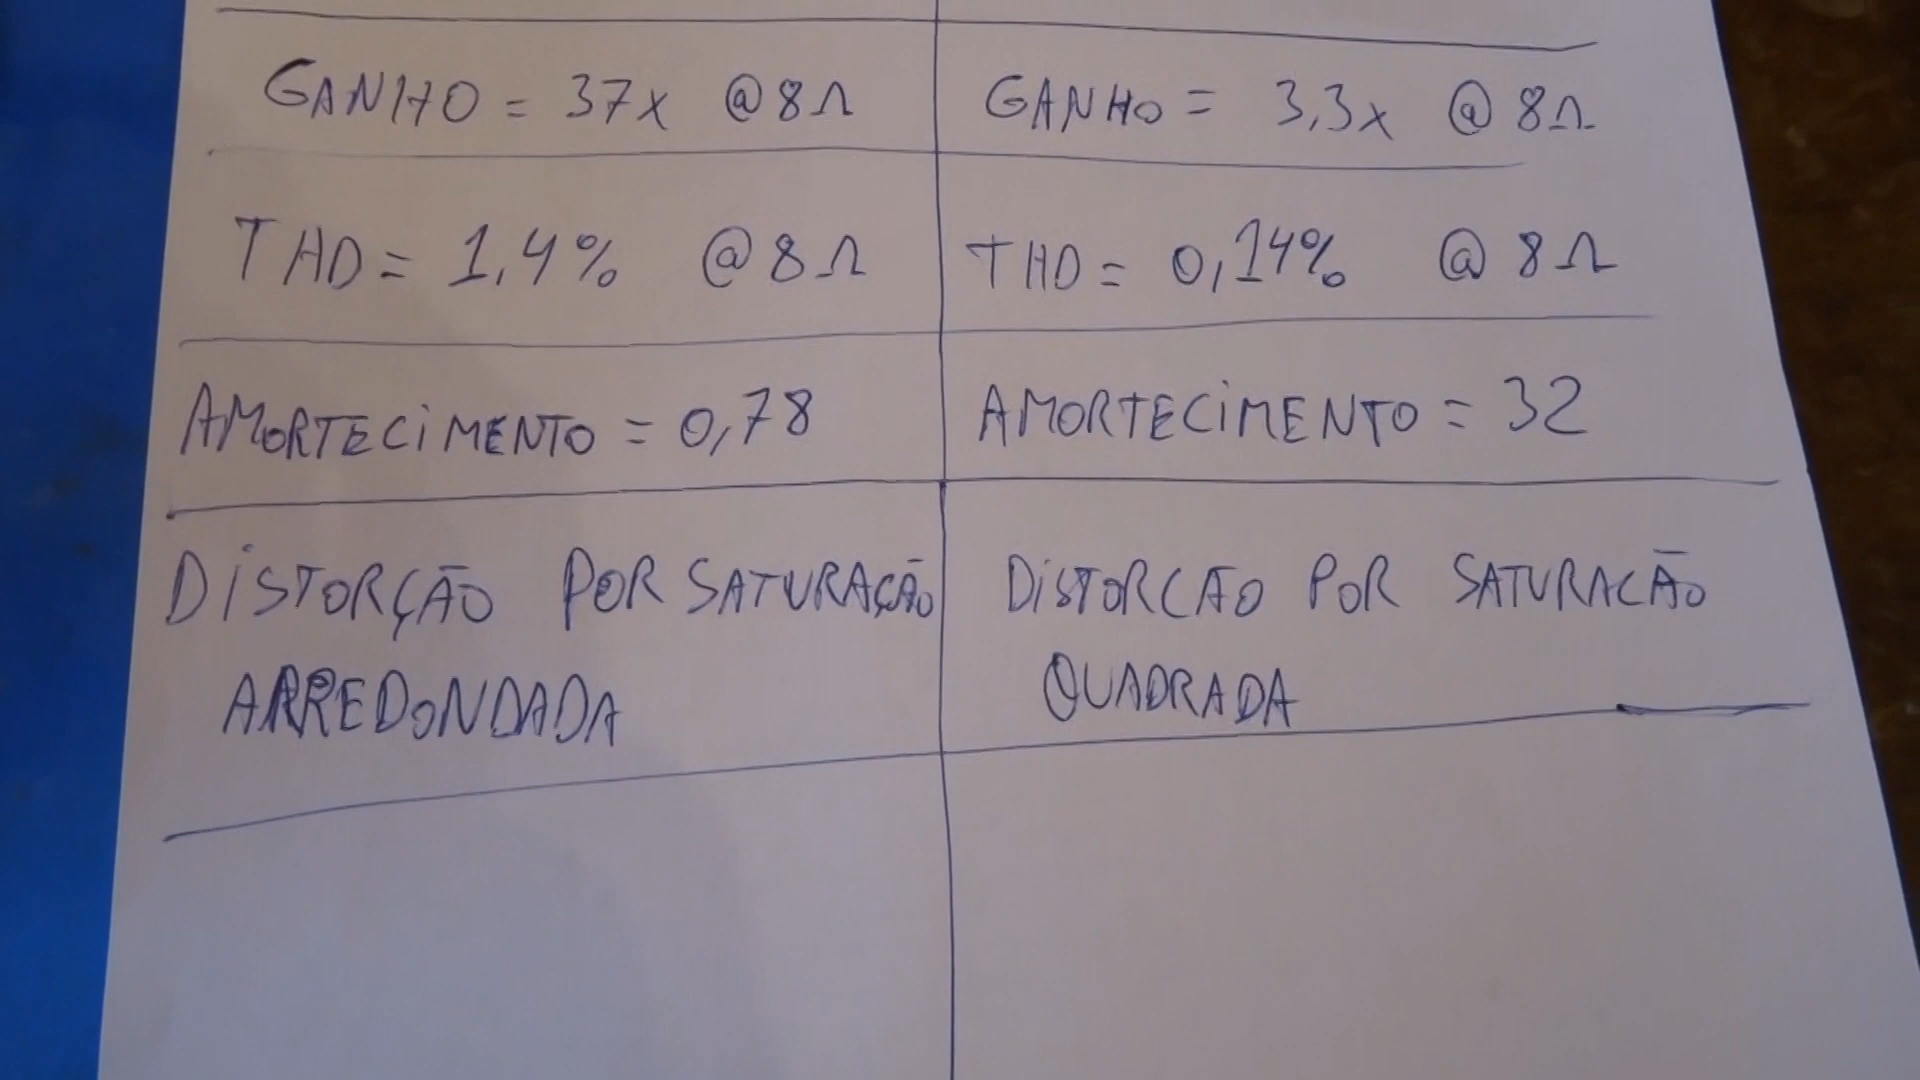 GANHO = 37x @8Ω
GANHO = 3,3x @ 8Ω
THD = 1,4% @8Ω
THD = 0,14% @ 8Ω
AMORTECiMENTO = 0,78
AMORTECiMENTO = 32
DiSTORÇÃO POR SATURAÇÃO
ARREDONDADA
DiSTORCÃO POR SATURACÃO
QUADRADA